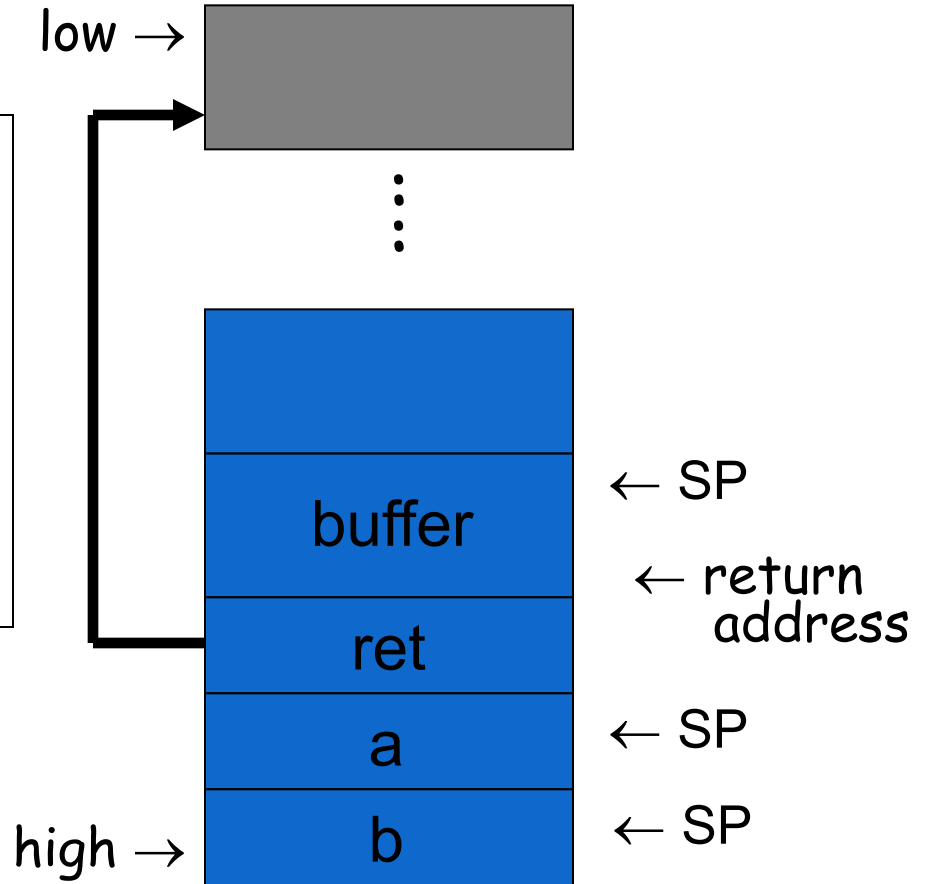 low →
buffer
← SP
← return
address
ret
a
← SP
high →
b
← SP